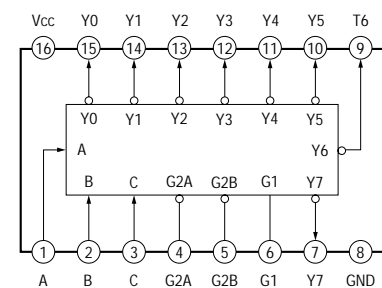 Vcc Y0 Y1 Y2 Y3 Y4 Y5 T6
16 15 14 13 12 11 10 9
Y0 Y1 Y2 Y3 Y4 Y5
A Y6
B C G2A G2B G1 Y7
1 2 3 4 5 6 7 8
A B C G2A G2B G1 Y7 GND